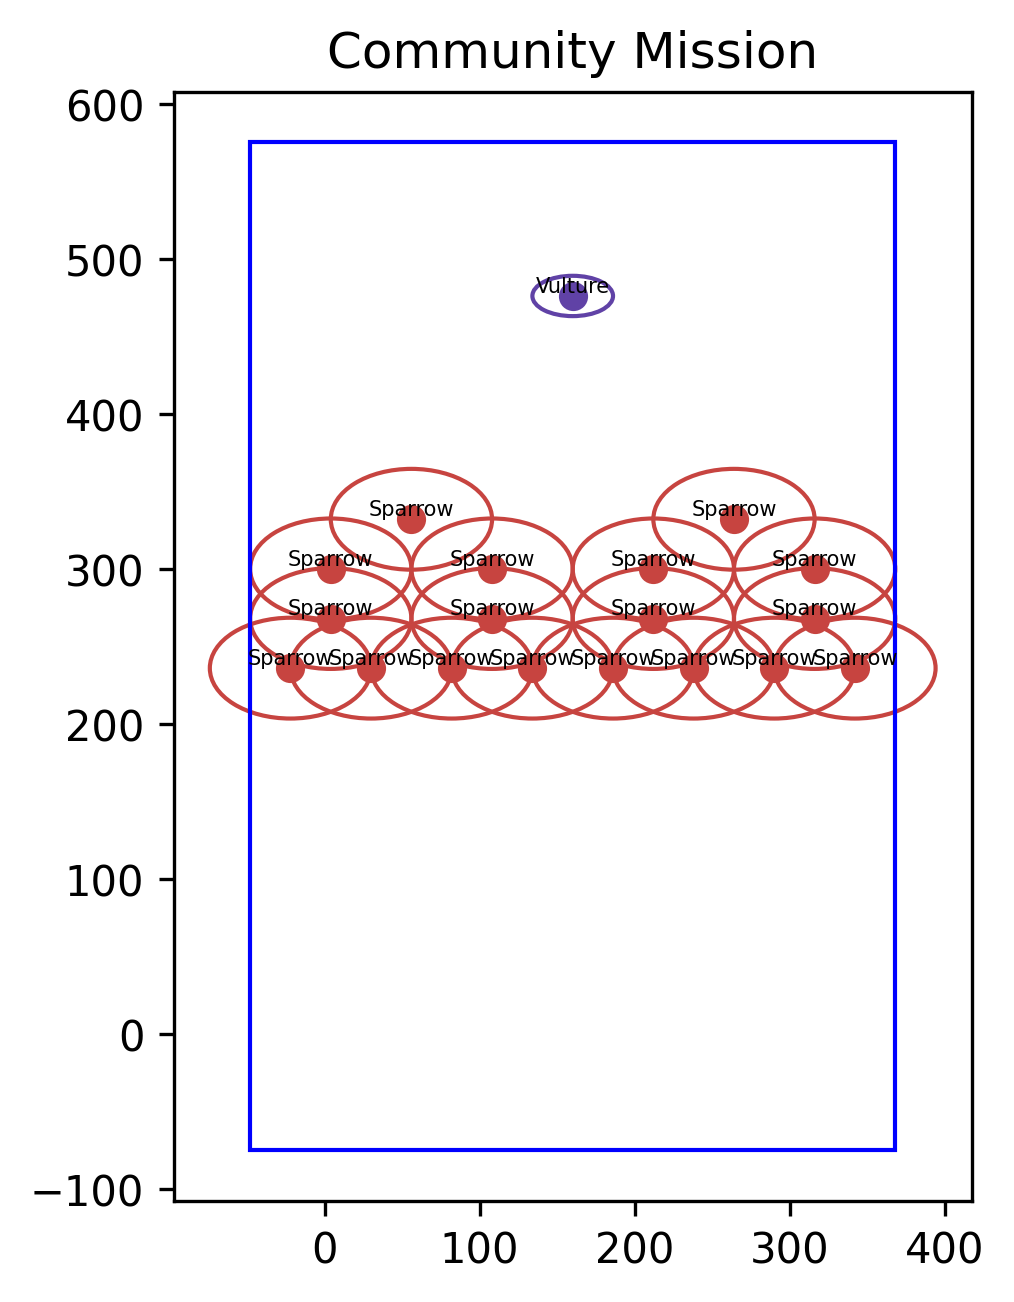 Community Mission
600
500
Vulture
400
Sparrow Sparrow
300
Sparrow Sparrow Sparrow Sparrow
Sparrow Sparrow Sparrow Sparrow
Sparrow Sparrow Sparrow Sparrow Sparrow Sparrow Sparrow Sparrow
200
100
0
−100
0 100 200 300 400